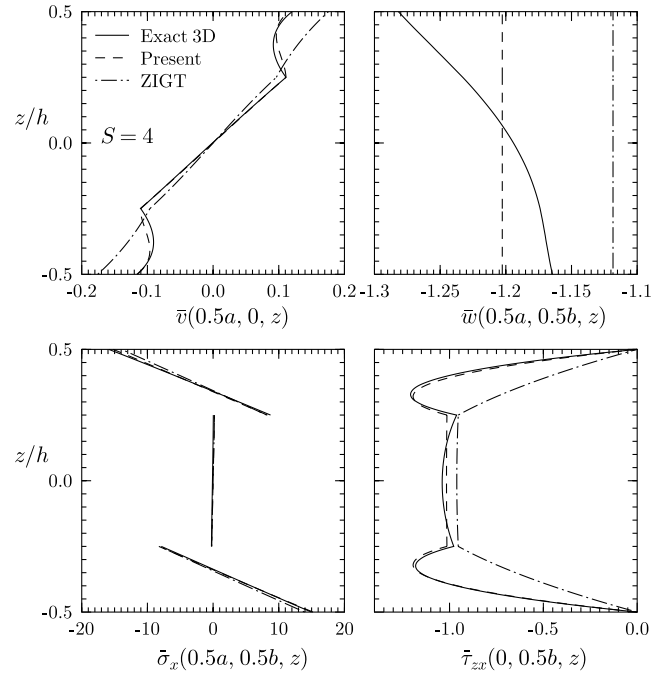 0.5
Exact 3D
Present
ZIGT
z/h
0.0
S = 4
-0.5
-0.2 -0.1 0.0 0.1 0.2
v̄(0.5a, 0, z)
-1.3 -1.25 -1.2 -1.15 -1.1
w̄(0.5a, 0.5b, z)
0.5
z/h
0.0
-0.5
-20 -10 0 10 20
σ̄x(0.5a, 0.5b, z)
-1.0 -0.5 0.0
τ̄zx(0, 0.5b, z)